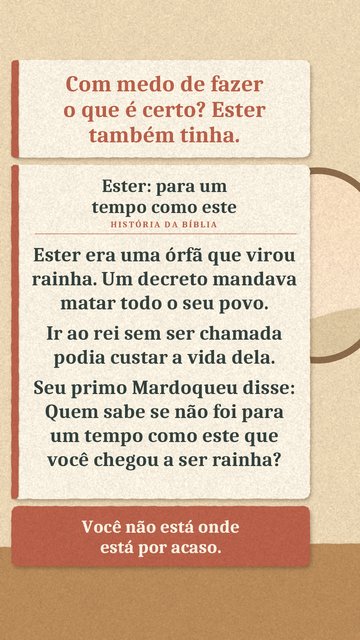 Com medo de fazer
o que é certo? Ester
também tinha.
Ester: para um
tempo como este
HISTÓRIA DA BÍBLIA
Ester era uma órfã que virou
rainha. Um decreto mandava
matar todo o seu povo.
Ir ao rei sem ser chamada
podia custar a vida dela.
Seu primo Mardoqueu disse:
Quem sabe se não foi para
um tempo como este que
você chegou a ser rainha?
Você não está onde
está por acaso.